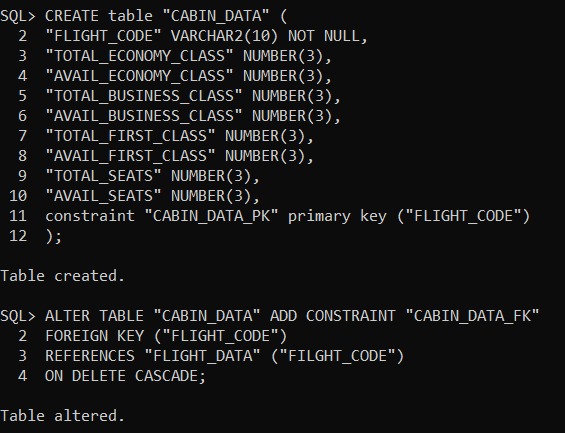 SQL> CREATE table "CABIN_DATA" (
2 "FLIGHT_CODE" VARCHAR2(10) NOT NULL,
3 "TOTAL_ECONOMY_CLASS" NUMBER(3),
4 "AVAIL_ECONOMY_CLASS" NUMBER(3),
5 "TOTAL_BUSINESS_CLASS" NUMBER(3),
6 "AVAIL_BUSINESS_CLASS" NUMBER(3),
7 "TOTAL_FIRST_CLASS" NUMBER(3),
8 "AVAIL_FIRST_CLASS" NUMBER(3),
9 "TOTAL_SEATS" NUMBER(3),
10 "AVAIL_SEATS" NUMBER(3),
11 constraint "CABIN_DATA_PK" primary key ("FLIGHT_CODE")
12 );
Table created.
SQL> ALTER TABLE "CABIN_DATA" ADD CONSTRAINT "CABIN_DATA_FK"
2 FOREIGN KEY ("FLIGHT_CODE")
3 REFERENCES "FLIGHT_DATA" ("FILGHT_CODE")
4 ON DELETE CASCADE;
Table altered.